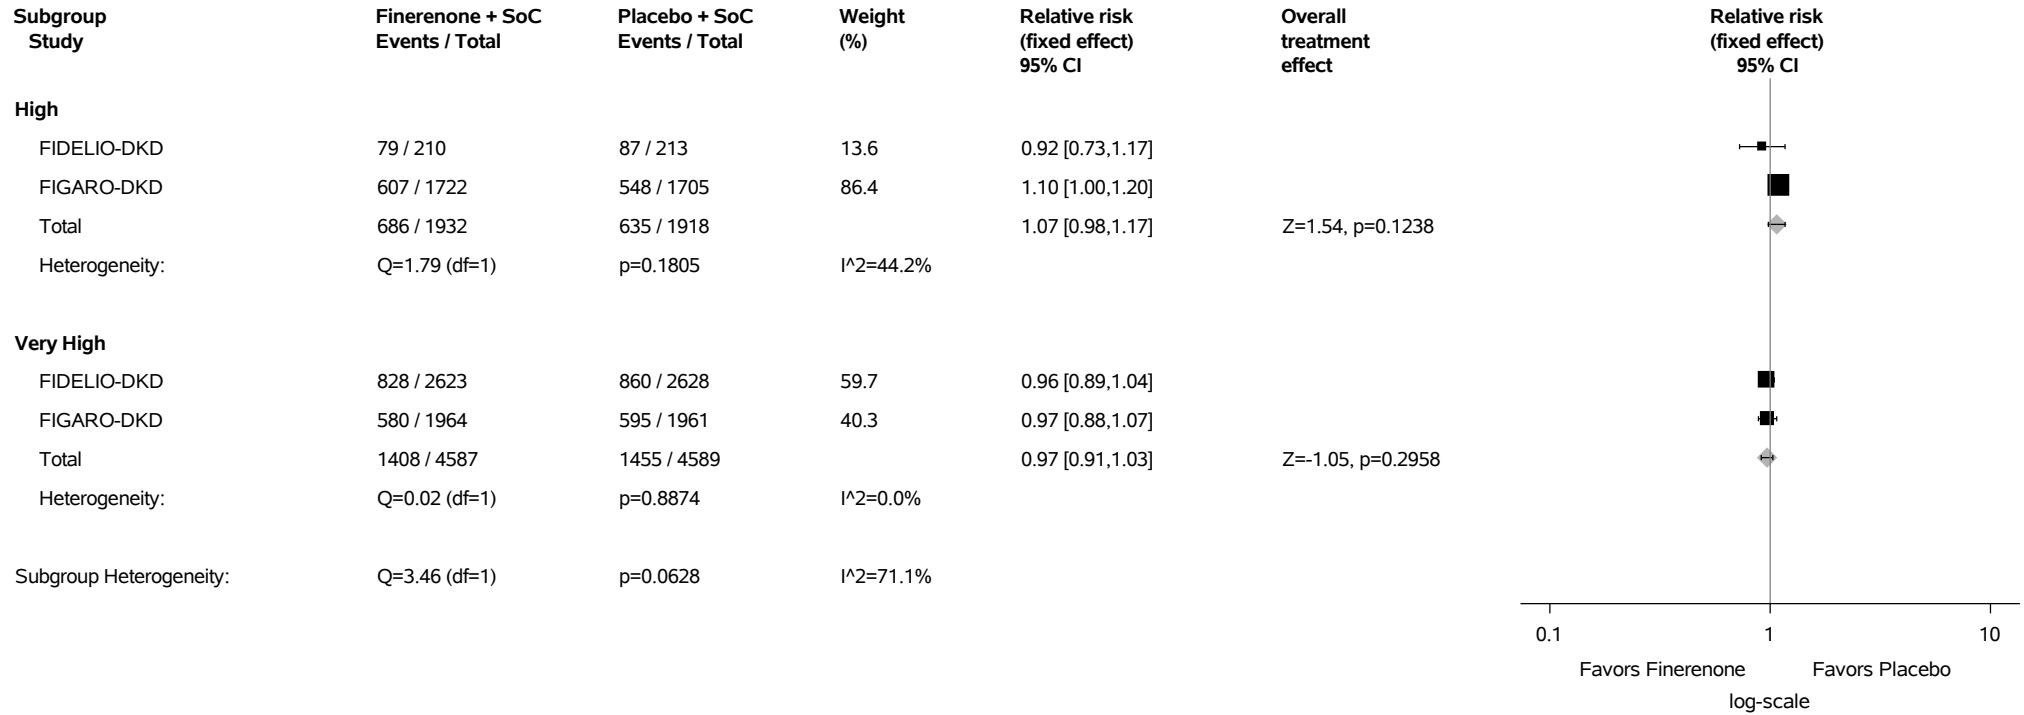 Subgroup Finerenone + SoC Placebo + SoC Weight Relative risk Overall Relative risk
Study Events / Total Events / Total (%) (fixed effect) treatment (fixed effect)
95% CI effect 95% CI
High
FIDELIO-DKD 79 / 210 87 / 213 13.6 0.92 [0.73,1.17]
FIGARO-DKD 607 / 1722 548 / 1705 86.4 1.10 [1.00,1.20]
Total 686 / 1932 635 / 1918 1.07 [0.98,1.17] Z=1.54, p=0.1238
Heterogeneity: Q=1.79 (df=1) p=0.1805 I^2=44.2%
Very High
FIDELIO-DKD 828 / 2623 860 / 2628 59.7 0.96 [0.89,1.04]
FIGARO-DKD 580 / 1964 595 / 1961 40.3 0.97 [0.88,1.07]
Total 1408 / 4587 1455 / 4589 0.97 [0.91,1.03] Z=-1.05, p=0.2958
Heterogeneity: Q=0.02 (df=1) p=0.8874 I^2=0.0%
Subgroup Heterogeneity: Q=3.46 (df=1) p=0.0628 I^2=71.1%
0.1 1 10
Favors Finerenone Favors Placebo
log-scale